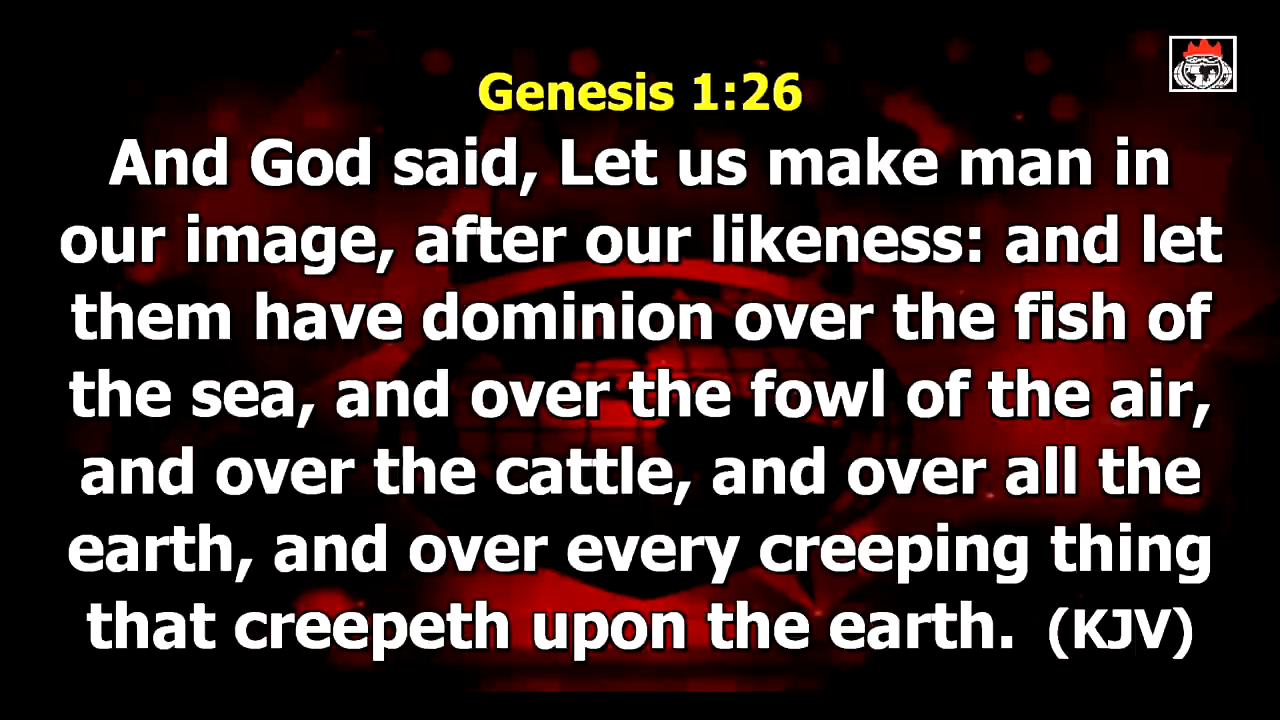 Genesis 1:26
And God said, Let us make man in
our image, after our likeness: and let
them have dominion over the fish of
the sea, and over the fowl of the air,
and over the cattle, and over all the
earth, and over every creeping thing
that creepeth upon the earth. (KJV)